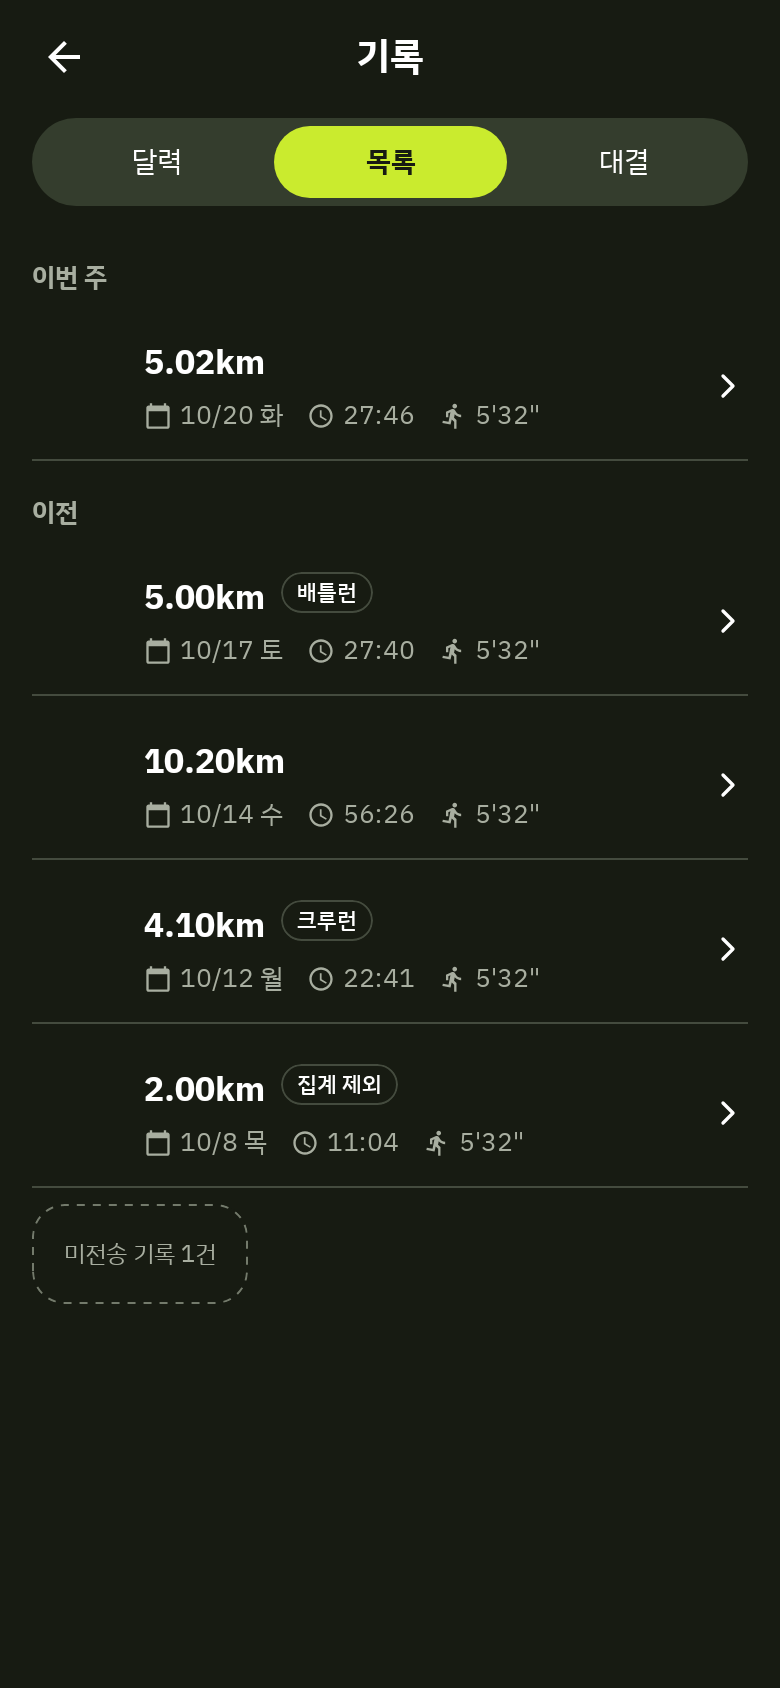 기록
달력 목록 대결
이번 주
5.02km
10/20 화 27:46 5'32"
이전
5.00km 배틀런
10/17 토 27:40 5'32"
10.20km
10/14 수 56:26 5'32"
4.10km 크루런
10/12 월 22:41 5'32"
2.00km 집계 제외
10/8 목 11:04 5'32"
미전송 기록 1건